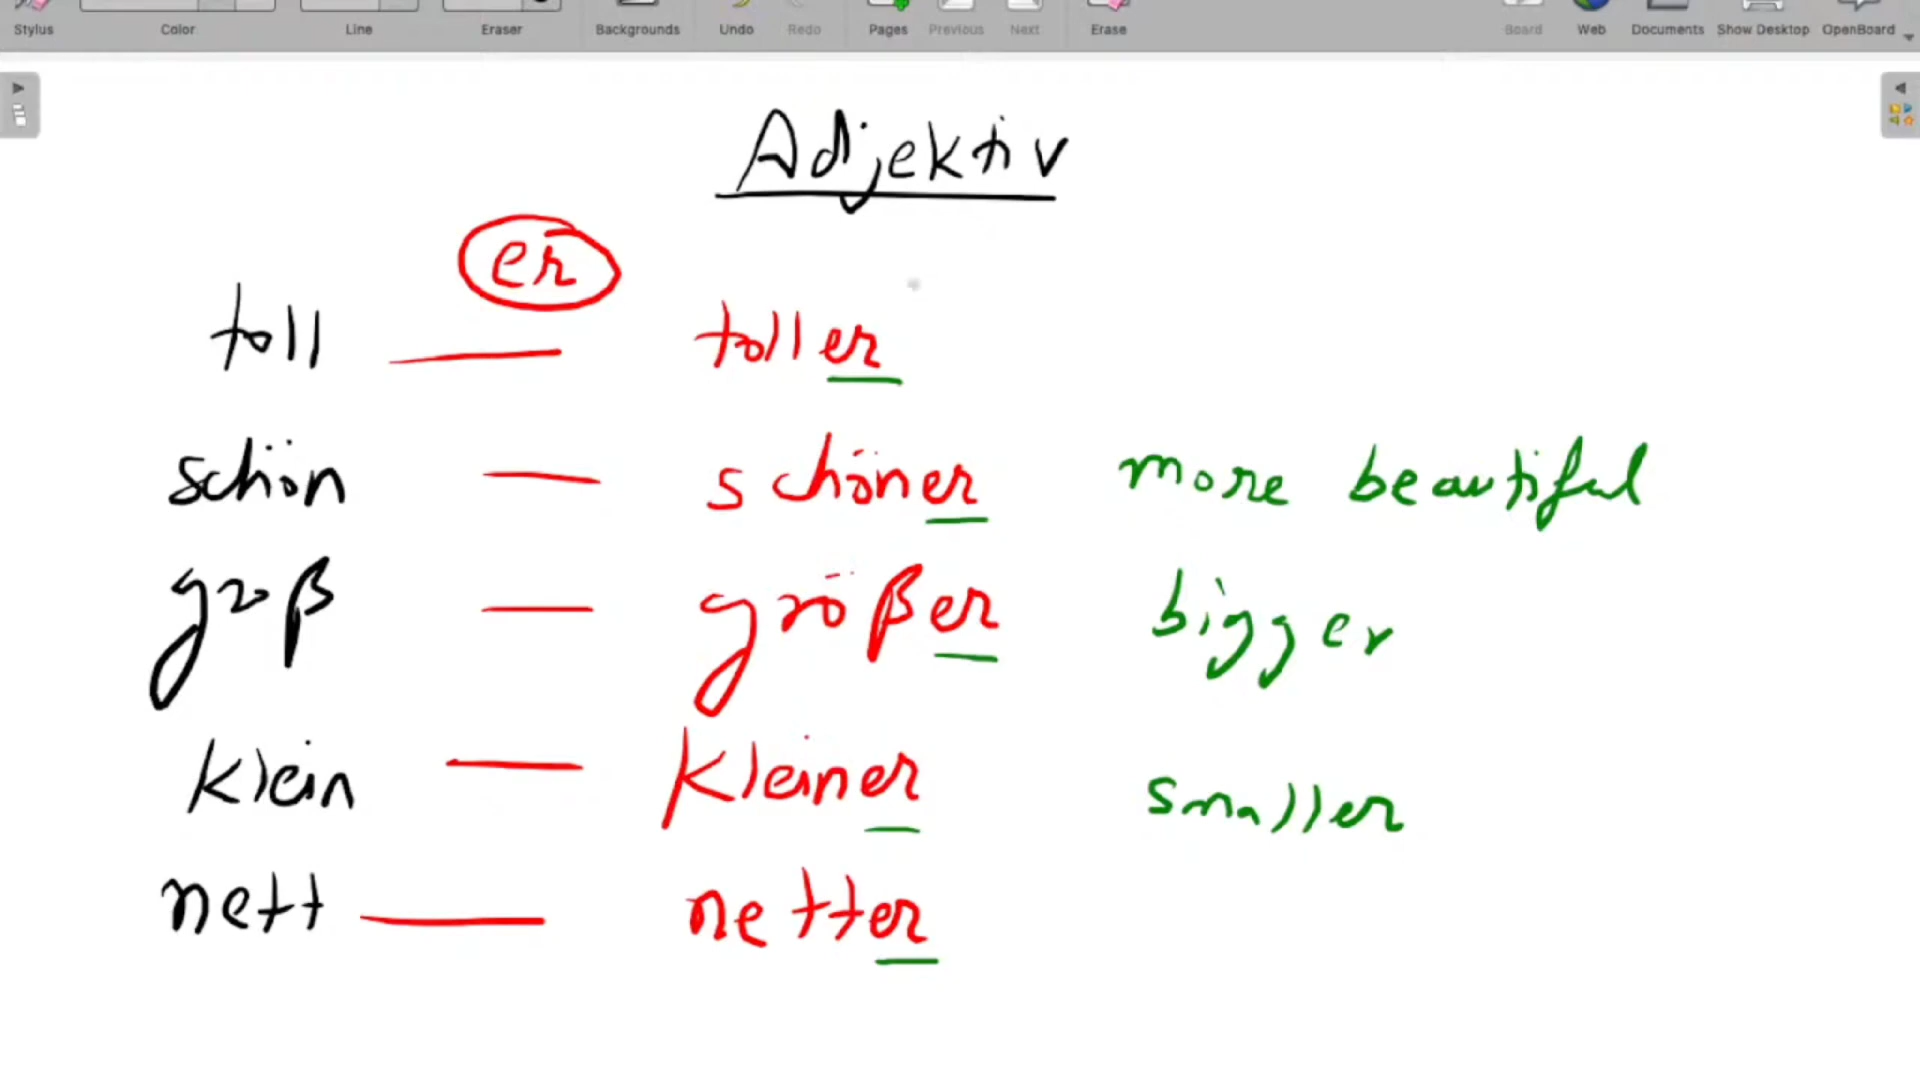 Stylus Color Line Eraser Backgrounds Undo Redo Pages Previous Next Erase Board Web Documents Show Desktop OpenBoard
Adjektiv
er
toll — toller
schön — schöner more beautiful
groß — größer bigger
klein — kleiner smaller
nett — netter